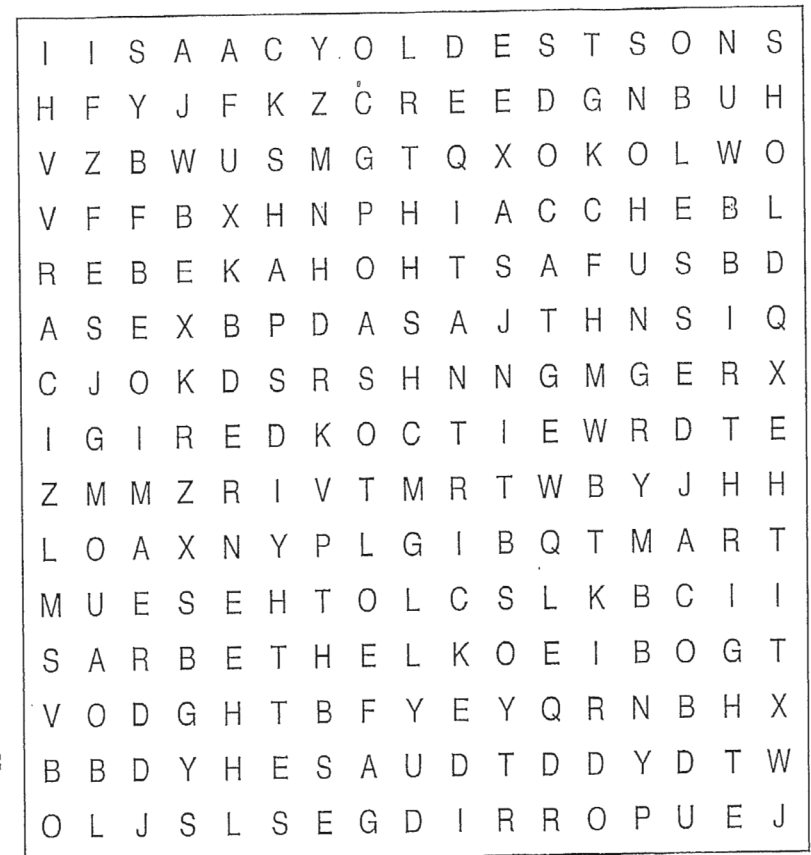 I I S A A C Y O L D E S T S O N S
H F Y J F K Z C R E E D G N B U H
V Z B W U S M G T Q X O K O L W O
V F F B X H N P H I A C C H E B L
R E B E K A H O H T S A F U S B D
A S E X B P D A S A J T H N S I Q
C J O K D S R S H N N G M G E R X
I G I R E D K O C T I E W R D T E
Z M M Z R I V T M R T W B Y J H H
L O A X N Y P L G I B Q T M A R T
M U E S E H T O L C S L K B C I I
S A R B E T H E L K O E I B O G T
V O D G H T B F Y E Y Q R N B H X
B B D Y H E S A U D T D D Y D T W
O L J S L S E G D I R R O P U E J